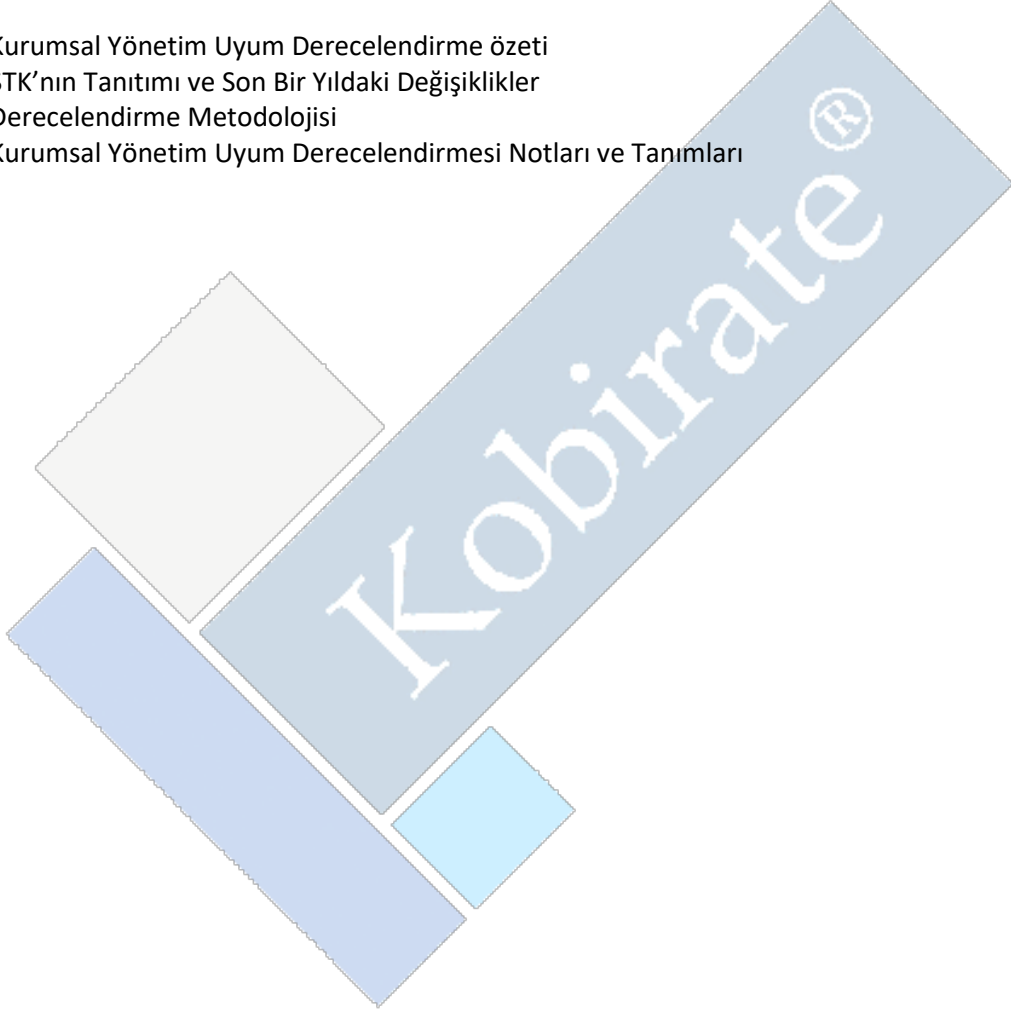 Kurumsal Yönetim Uyum Derecelendirme özeti
STK’nın Tanıtımı ve Son Bir Yıldaki Değişiklikler
Derecelendirme Metodolojisi
Kurumsal Yönetim Uyum Derecelendirmesi Notları ve Tanımları
Kobirate ®